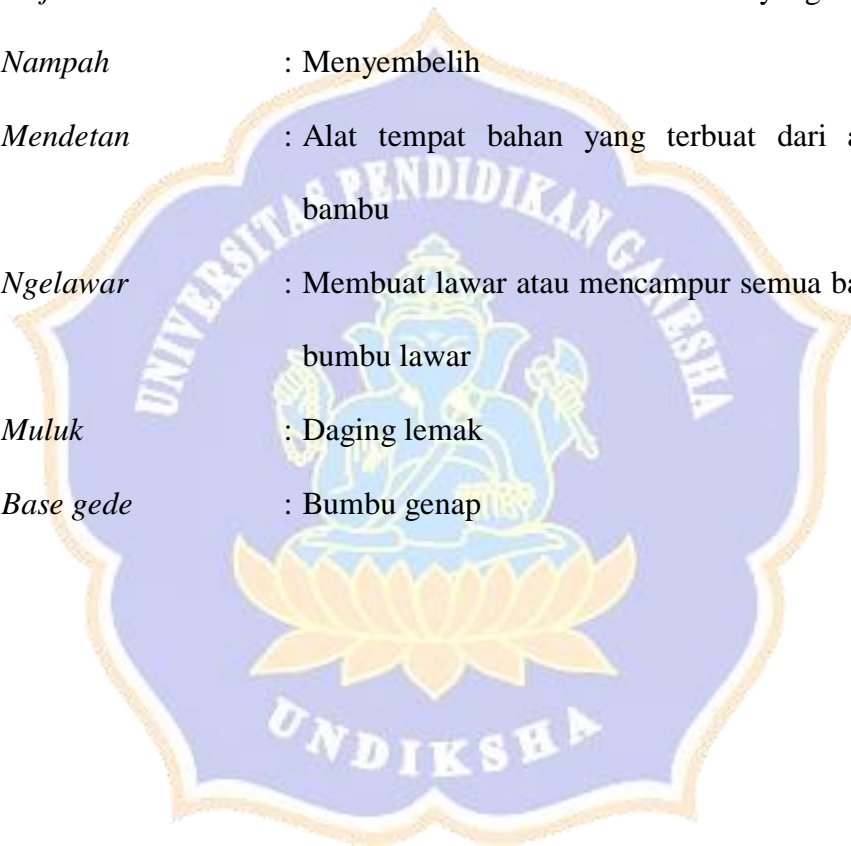 yang
Nampah : Menyembelih
Mendetan : Alat tempat bahan yang terbuat dari
bambu
Ngelawar : Membuat lawar atau mencampur semua
bumbu lawar
Muluk : Daging lemak
Base gede : Bumbu genap
UNIVERSITAS PENDIDIKAN GANESHA
UNDIKSHA